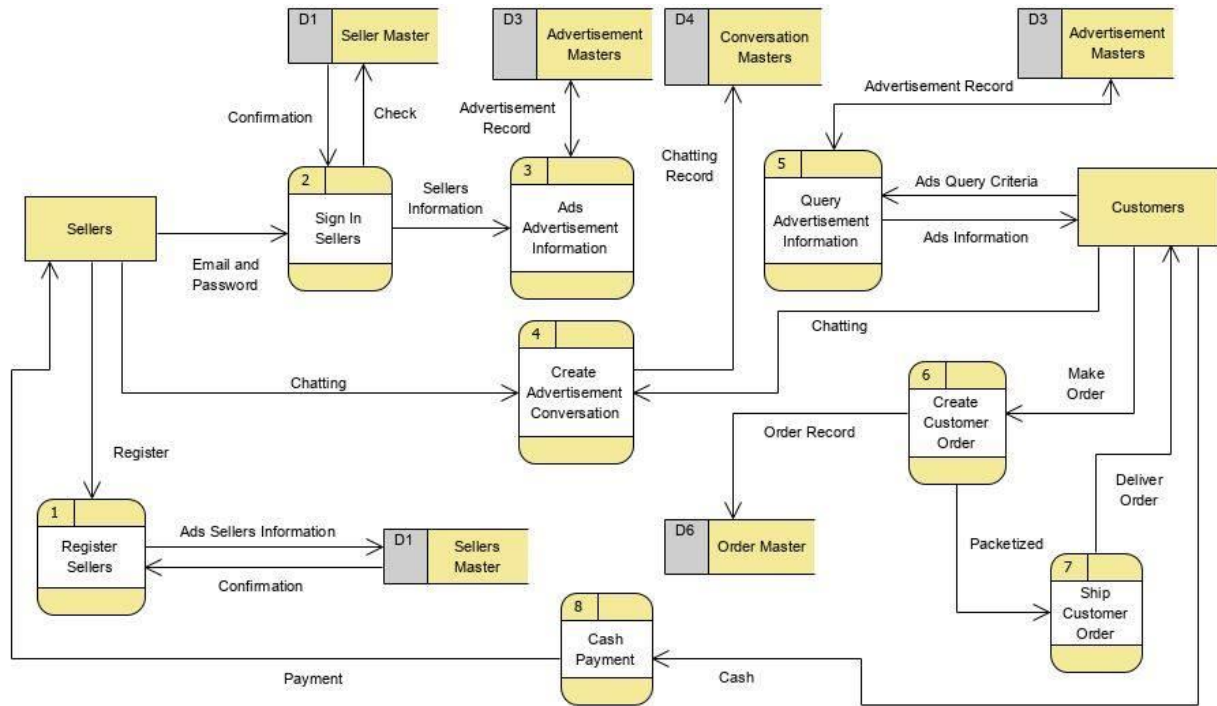 D1
Seller Master
D3
Advertisement
Masters
D4
Conversation
Masters
D3
Advertisement
Masters
Confirmation
Check
Advertisement
Record
Advertisement Record
Chatting
Record
2
Sign In
Sellers
Sellers
Information
3
Ads
Advertisement
Information
5
Query
Advertisement
Information
Ads Query Criteria
Ads Information
Customers
Sellers
Email and
Password
Chatting
4
Create
Advertisement
Conversation
Chatting
Make
Order
6
Create
Customer
Order
Order Record
Register
Deliver
Order
1
Register
Sellers
Ads Sellers Information
Confirmation
D1
Sellers
Master
D6
Order Master
Packetized
7
Ship
Customer
Order
8
Cash
Payment
Payment
Cash